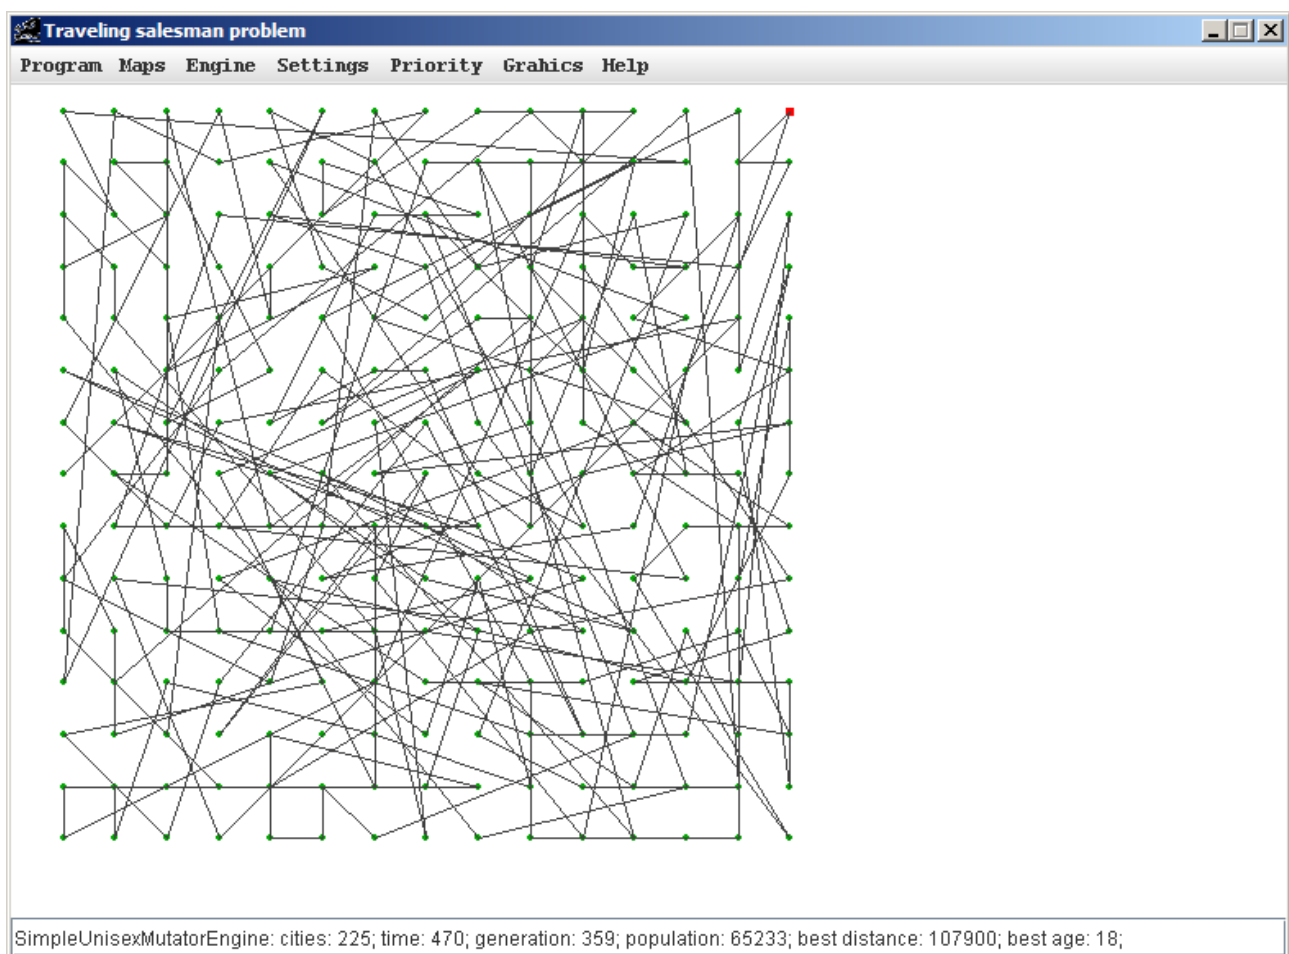 Traveling salesman problem
Program Maps Engine Settings Priority Grahics Help
SimpleUnisexMutatorEngine: cities: 225; time: 470; generation: 359; population: 65233; best distance: 107900; best age: 18;